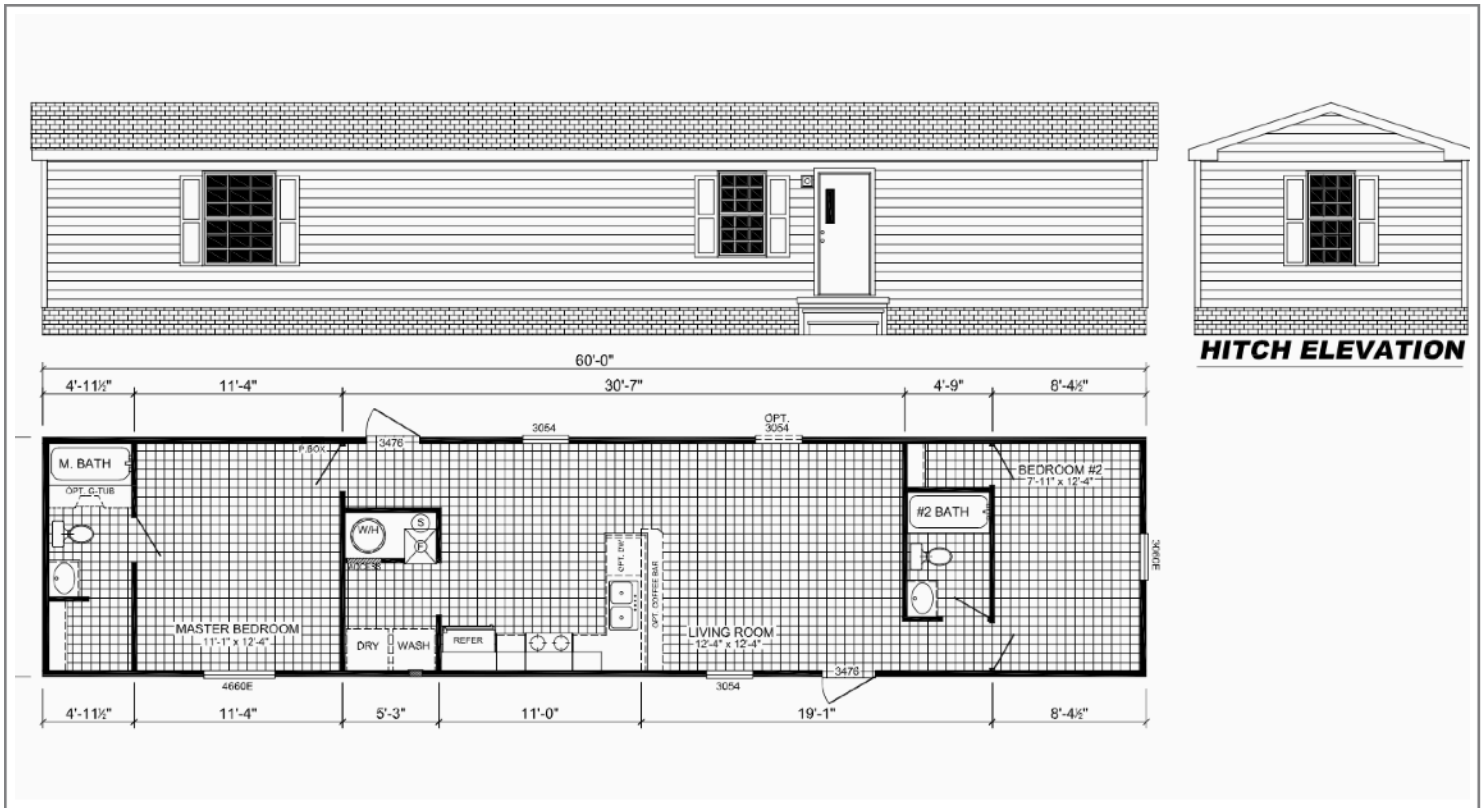 HITCH ELEVATION
60'-0"
4'-11½"
11'-4"
30'-7"
4'-9"
8'-4½"
3476
3054
OPT.
3054
P.BOX
M. BATH
OPT. G-TUB
BEDROOM #2
7'-11" x 12'-4"
#2 BATH
W/H
S
F
ACCESS
OPT. DW
OPT. COFFEE BAR
3060E
MASTER BEDROOM
11'-1" x 12'-4"
DRY
WASH
REFER
LIVING ROOM
12'-4" x 12'-4"
4660E
3054
3476
4'-11½"
11'-4"
5'-3"
11'-0"
19'-1"
8'-4½"